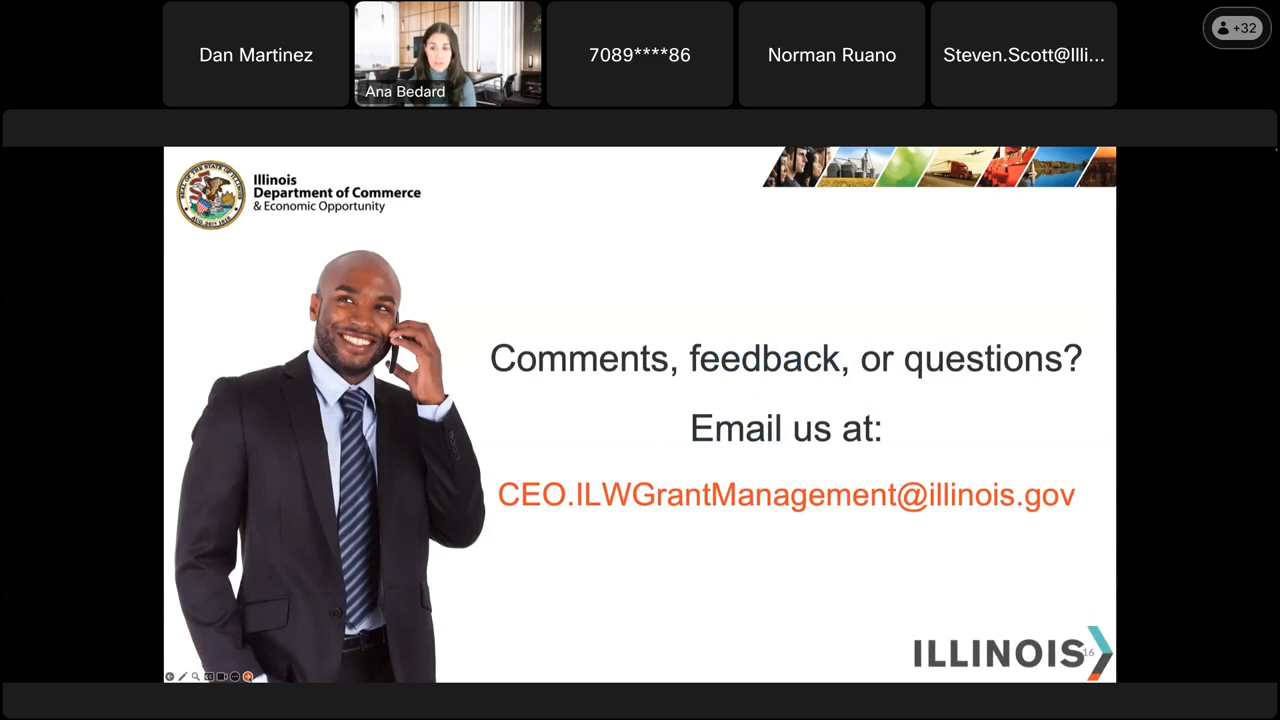 Dan Martinez
Ana Bedard
7089****86
Norman Ruano
Steven.Scott@Illi...
+32
Illinois
Department of Commerce
& Economic Opportunity
Comments, feedback, or questions?
Email us at:
CEO.ILWGrantManagement@illinois.gov
ILLINOIS
16